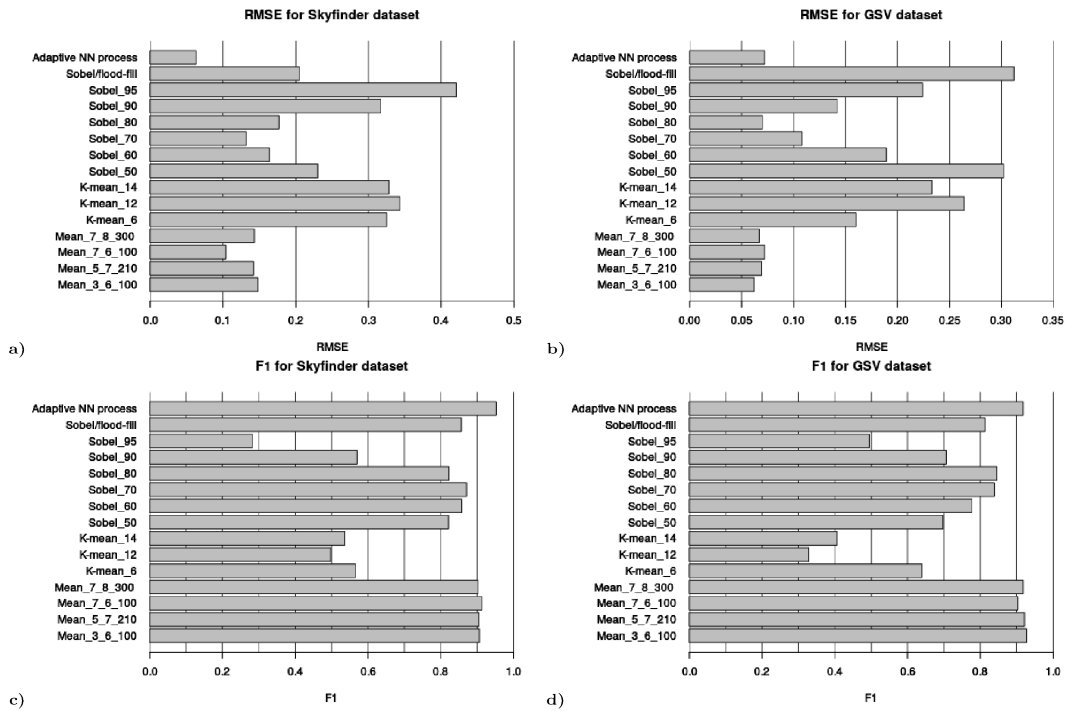 RMSE for Skyfinder dataset
Adaptive NN process
Sobel/flood-fill
Sobel_95
Sobel_90
Sobel_80
Sobel_70
Sobel_60
Sobel_50
K-mean_14
K-mean_12
K-mean_6
Mean_7_8_300
Mean_7_6_100
Mean_5_7_210
Mean_3_6_100
0.0 0.1 0.2 0.3 0.4 0.5
a)
RMSE
RMSE for GSV dataset
Adaptive NN process
Sobel/flood-fill
Sobel_95
Sobel_90
Sobel_80
Sobel_70
Sobel_60
Sobel_50
K-mean_14
K-mean_12
K-mean_6
Mean_7_8_300
Mean_7_6_100
Mean_5_7_210
Mean_3_6_100
0.00 0.05 0.10 0.15 0.20 0.25 0.30 0.35
b)
RMSE
F1 for Skyfinder dataset
Adaptive NN process
Sobel/flood-fill
Sobel_95
Sobel_90
Sobel_80
Sobel_70
Sobel_60
Sobel_50
K-mean_14
K-mean_12
K-mean_6
Mean_7_8_300
Mean_7_6_100
Mean_5_7_210
Mean_3_6_100
0.0 0.2 0.4 0.6 0.8 1.0
c)
F1
F1 for GSV dataset
Adaptive NN process
Sobel/flood-fill
Sobel_95
Sobel_90
Sobel_80
Sobel_70
Sobel_60
Sobel_50
K-mean_14
K-mean_12
K-mean_6
Mean_7_8_300
Mean_7_6_100
Mean_5_7_210
Mean_3_6_100
0.0 0.2 0.4 0.6 0.8 1.0
d)
F1